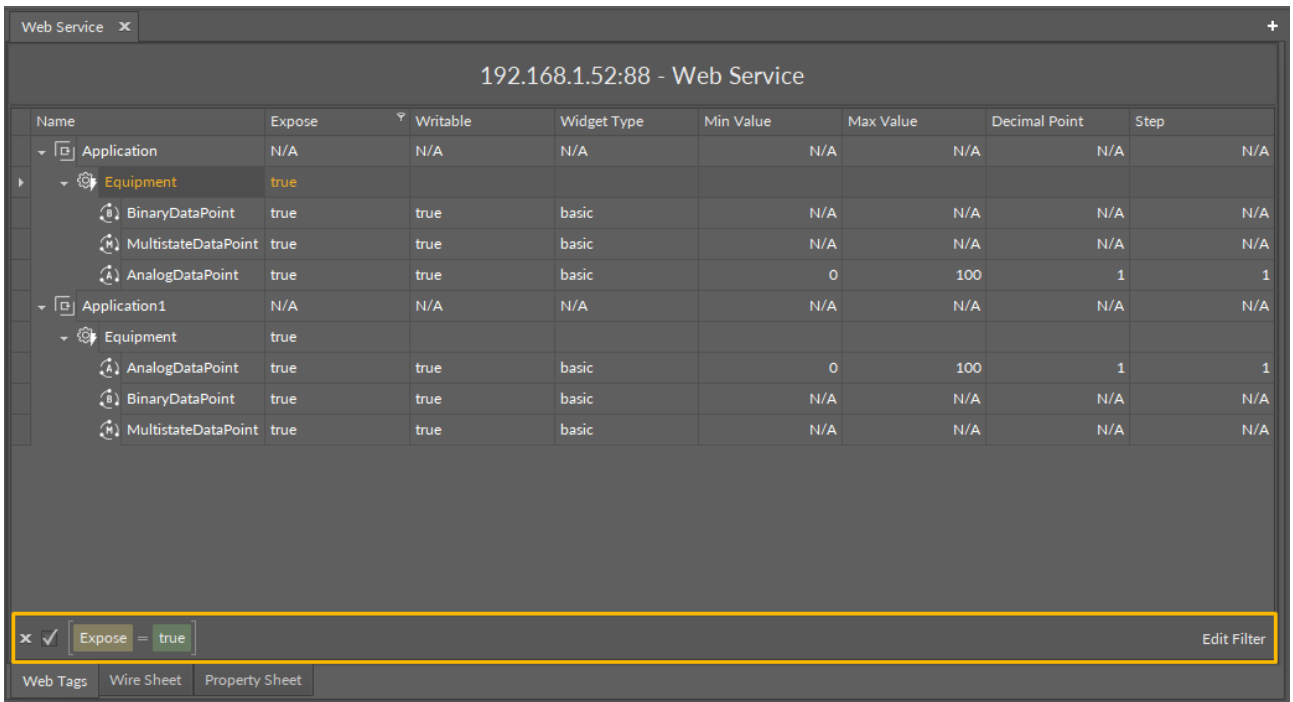 Web Service
192.168.1.52:88 - Web Service
Name Expose Writable Widget Type Min Value Max Value Decimal Point Step
Application N/A N/A N/A N/A N/A N/A N/A
Equipment true
BinaryDataPoint true true basic N/A N/A N/A N/A
MultistateDataPoint true true basic N/A N/A N/A N/A
AnalogDataPoint true true basic 0 100 1 1
Application1 N/A N/A N/A N/A N/A N/A N/A
Equipment true
AnalogDataPoint true true basic 0 100 1 1
BinaryDataPoint true true basic N/A N/A N/A N/A
MultistateDataPoint true true basic N/A N/A N/A N/A
Expose = true Edit Filter
Web Tags Wire Sheet Property Sheet